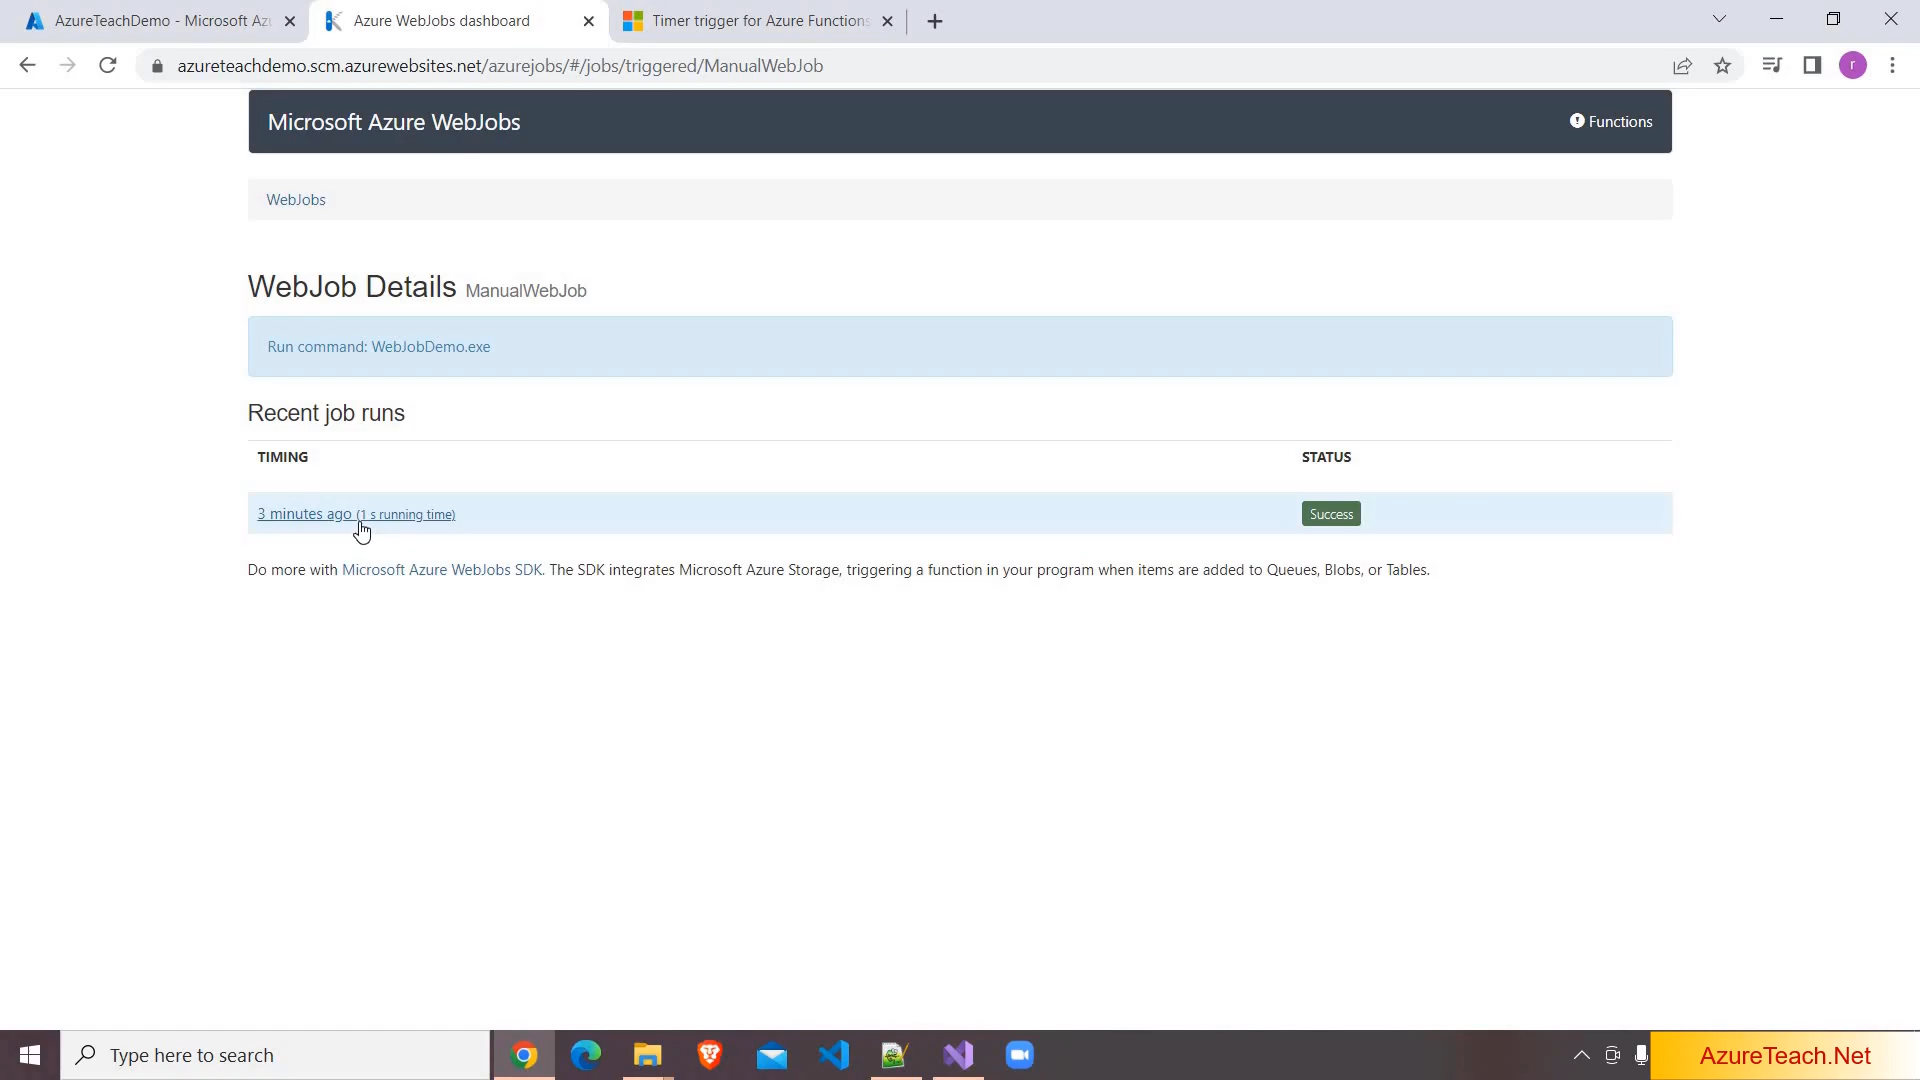 AzureTeachDemo - Microsoft Az
Azure WebJobs dashboard
Timer trigger for Azure Functions
azureteachdemo.scm.azurewebsites.net/azurejobs/#/jobs/triggered/ManualWebJob
r
Microsoft Azure WebJobs
Functions
WebJobs
WebJob Details ManualWebJob
Run command: WebJobDemo.exe
Recent job runs
TIMING STATUS
3 minutes ago (1 s running time) Success
Do more with Microsoft Azure WebJobs SDK. The SDK integrates Microsoft Azure Storage, triggering a function in your program when items are added to Queues, Blobs, or Tables.
Type here to search
AzureTeach.Net